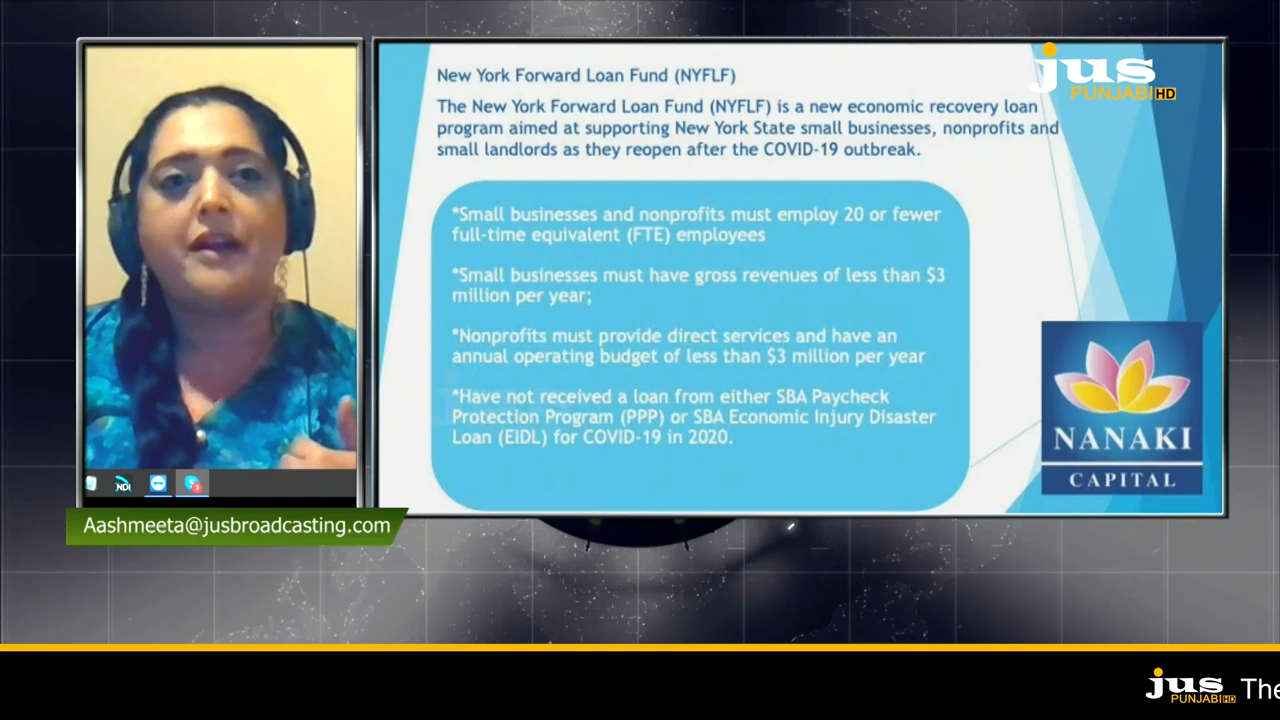 jus
PUNJABI HD
New York Forward Loan Fund (NYFLF)
The New York Forward Loan Fund (NYFLF) is a new economic recovery loan
program aimed at supporting New York State small businesses, nonprofits and
small landlords as they reopen after the COVID-19 outbreak.
*Small businesses and nonprofits must employ 20 or fewer
full-time equivalent (FTE) employees
*Small businesses must have gross revenues of less than $3
million per year;
*Nonprofits must provide direct services and have an
annual operating budget of less than $3 million per year
*Have not received a loan from either SBA Paycheck
Protection Program (PPP) or SBA Economic Injury Disaster
Loan (EIDL) for COVID-19 in 2020.
NANAKI
CAPITAL
NDI
3
Aashmeeta@jusbroadcasting.com
jus
PUNJABI HD
The